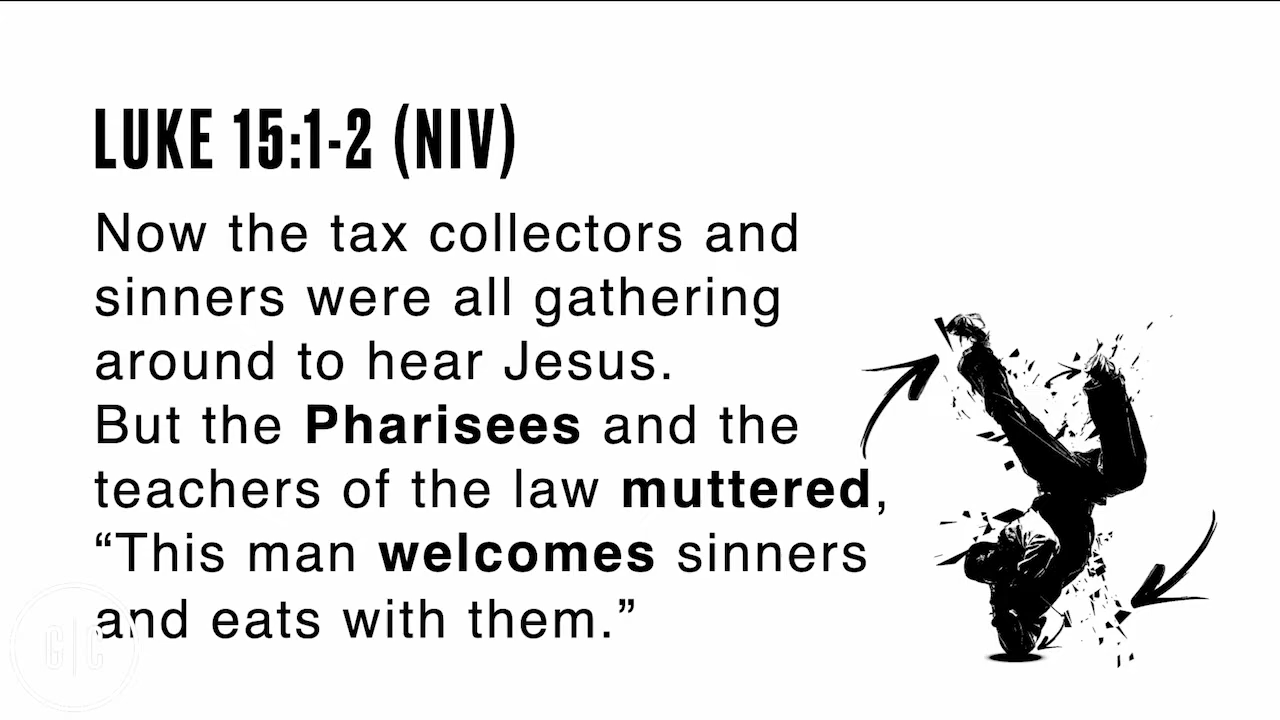 LUKE 15:1-2 (NIV)
Now the tax collectors and
sinners were all gathering
around to hear Jesus.
But the Pharisees and the
teachers of the law muttered,
“This man welcomes sinners
and eats with them.”
G|C